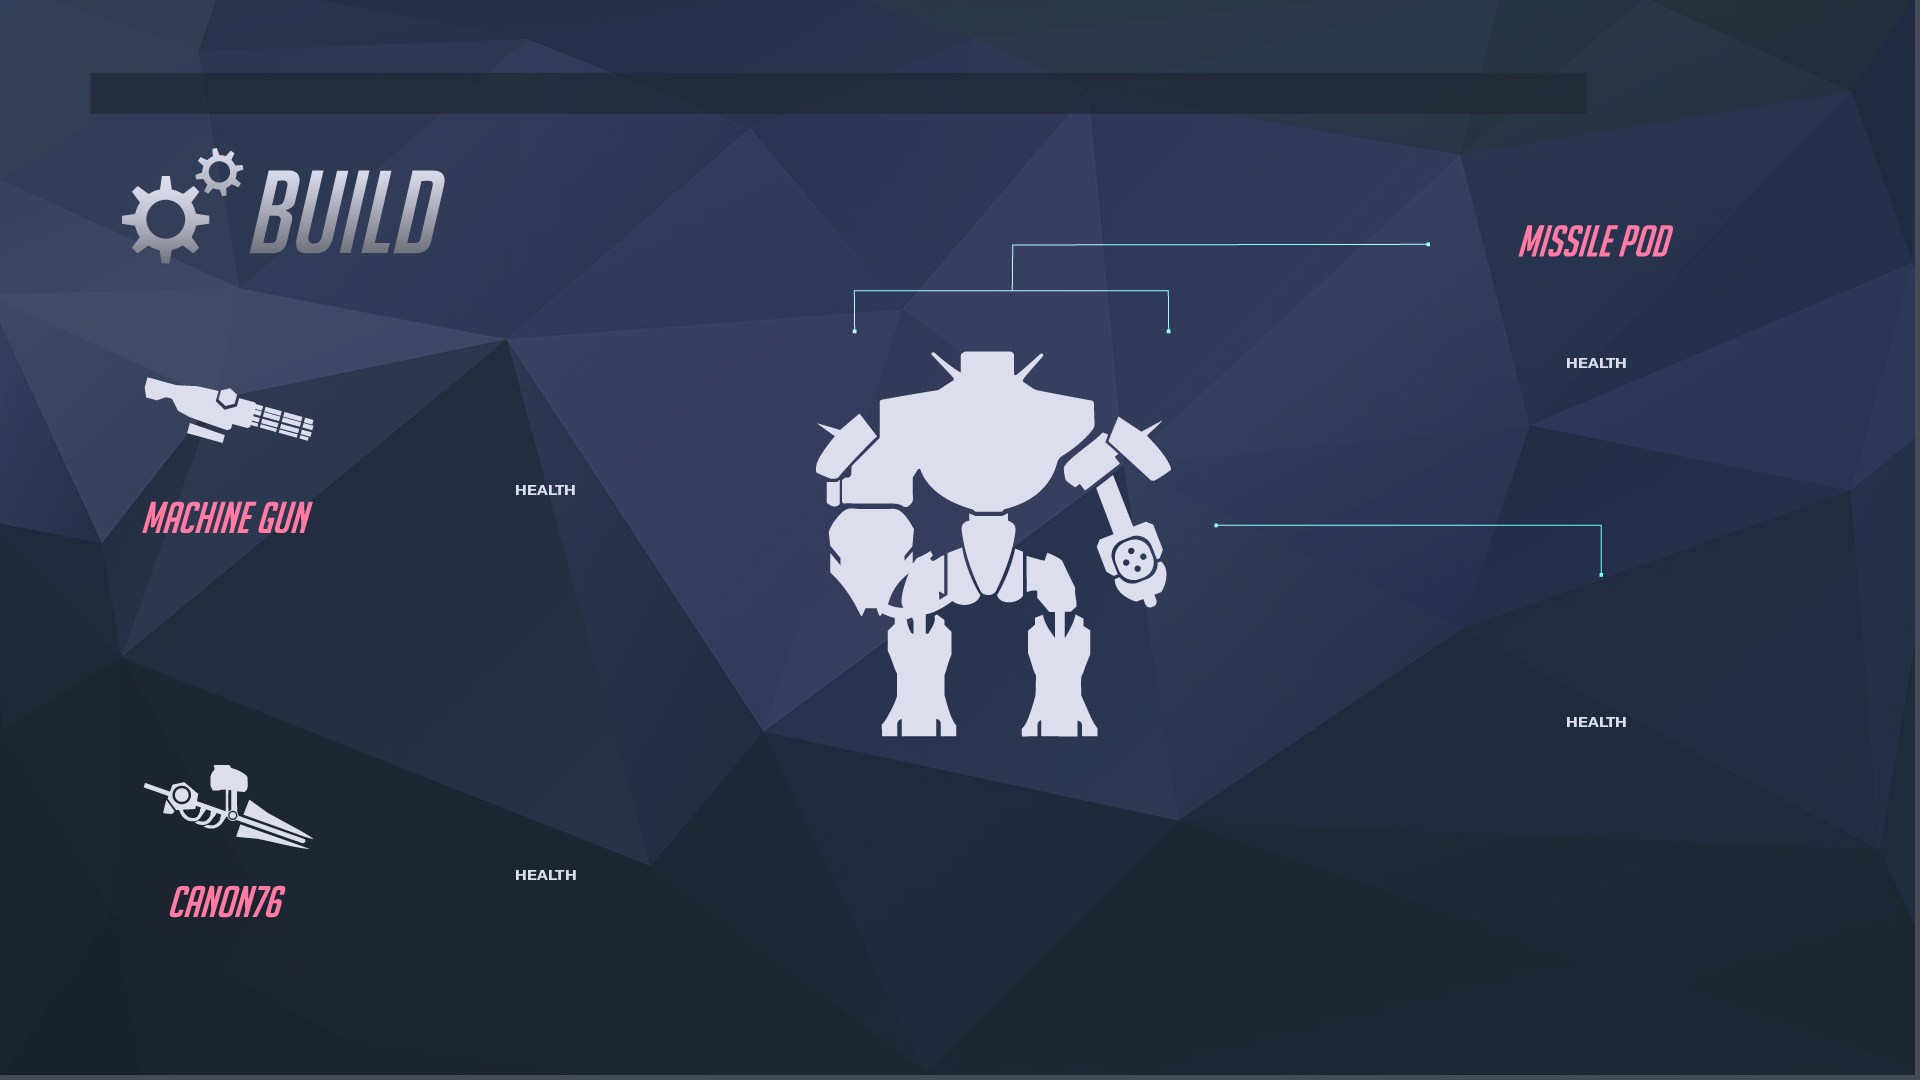 BUILD
MISSILE POD
HEALTH
HEALTH
MACHINE GUN
HEALTH
CANON76
HEALTH